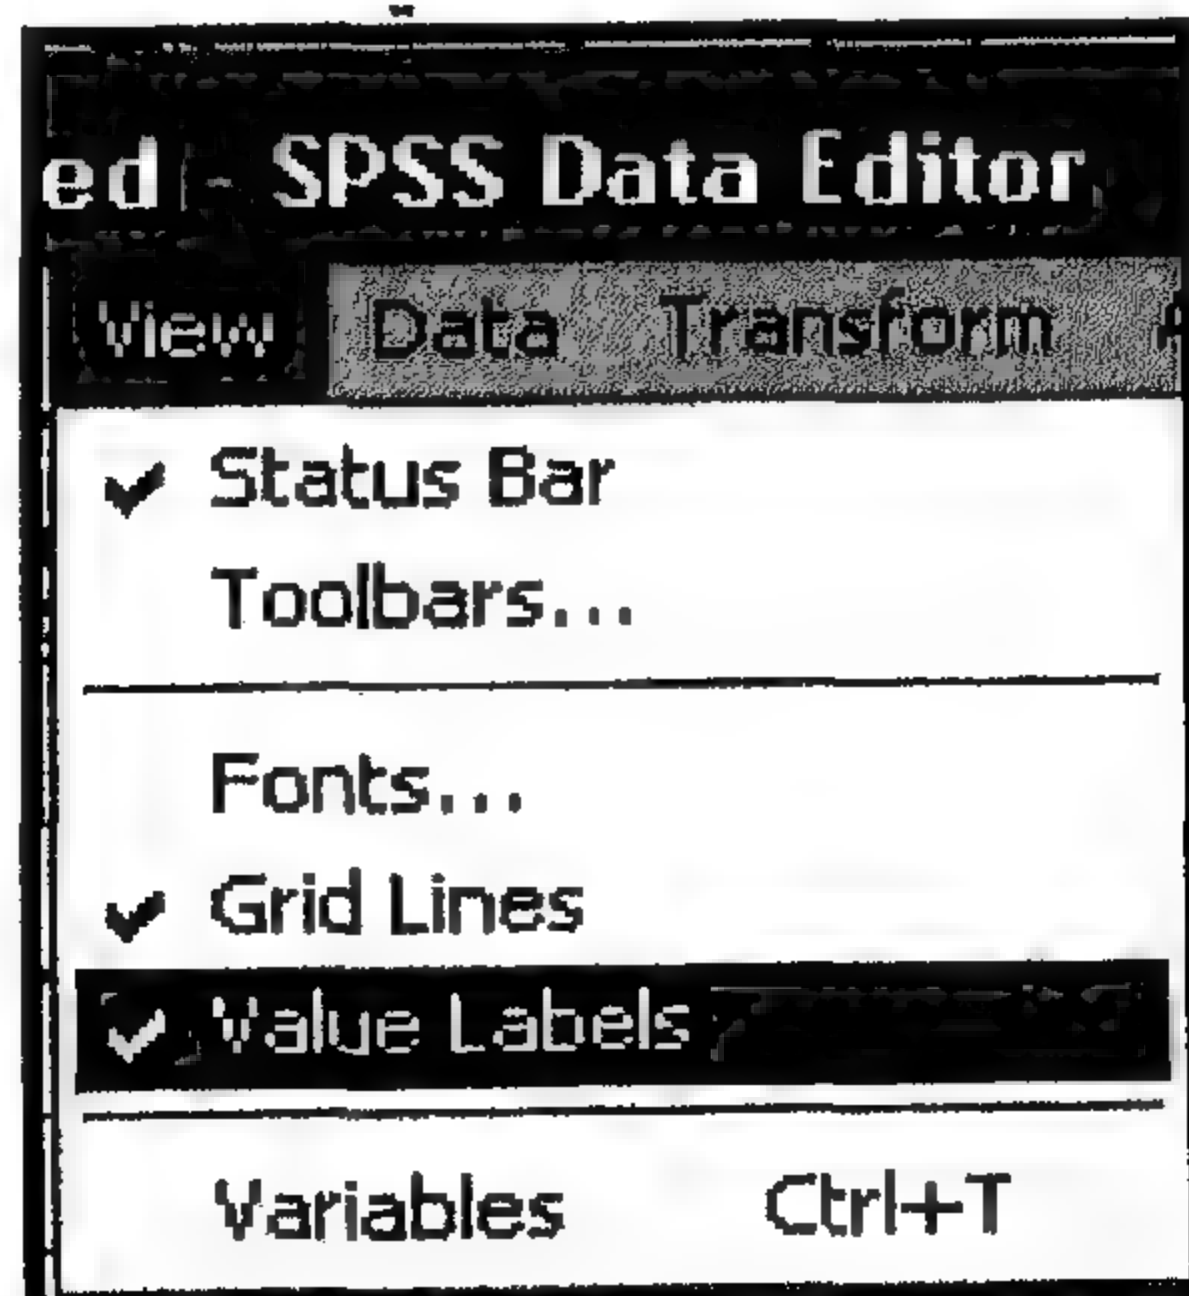 ed - SPSS Data Editor
View Data Transform A
✓ Status Bar
Toolbars...
Fonts...
✓ Grid Lines
✓ Value Labels
Variables Ctrl+T